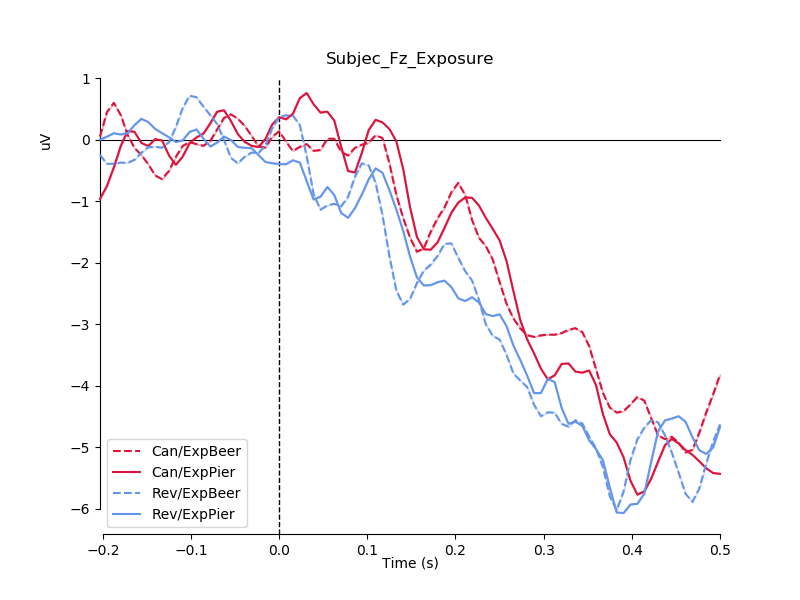 Subjec_Fz_Exposure
uV
1
0
−1
−2
−3
−4
−5
−6
Can/ExpBeer
Can/ExpPier
Rev/ExpBeer
Rev/ExpPier
−0.2 −0.1 0.0 0.1 0.2 0.3 0.4 0.5
Time (s)